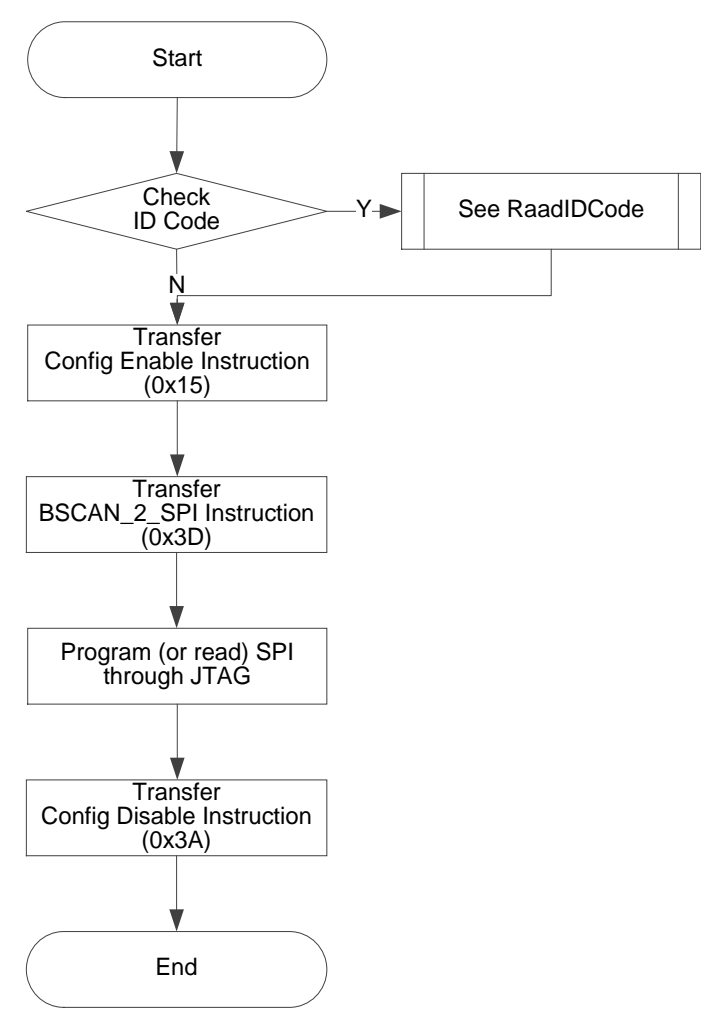 Start
Check
ID Code
Y
See RaadIDCode
N
Transfer
Config Enable Instruction
(0x15)
Transfer
BSCAN_2_SPI Instruction
(0x3D)
Program (or read) SPI
through JTAG
Transfer
Config Disable Instruction
(0x3A)
End